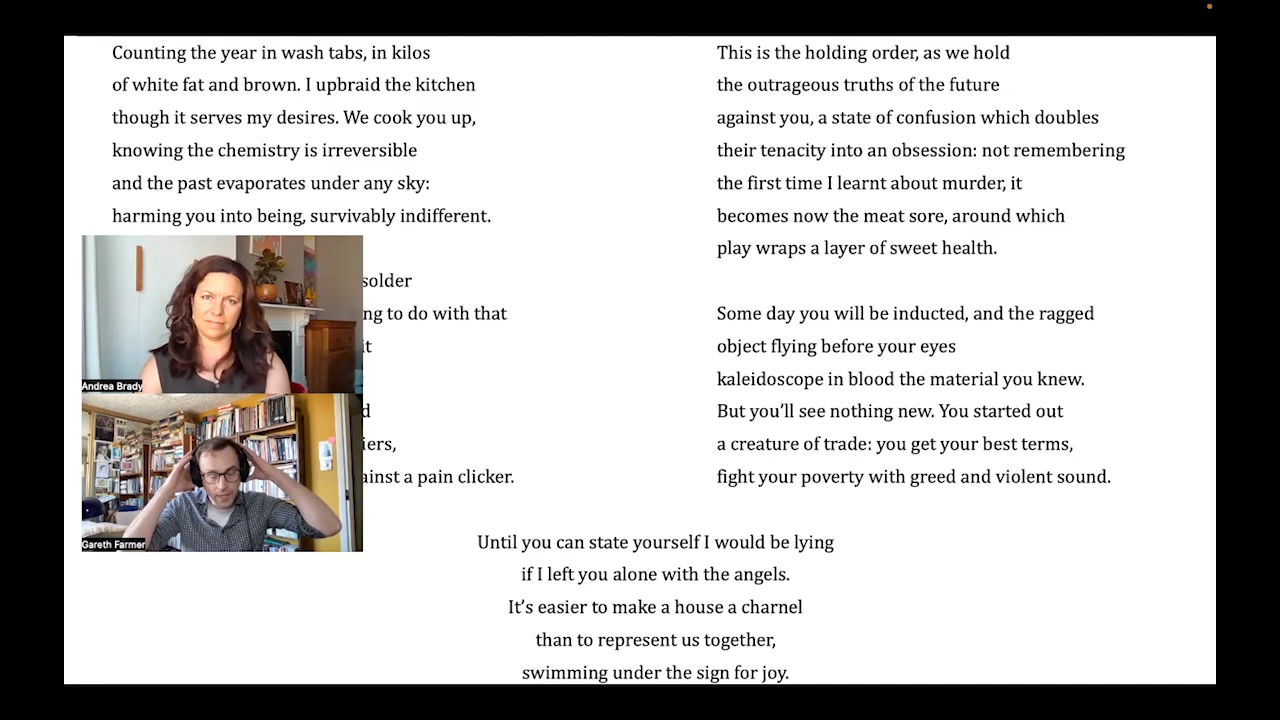 Counting the year in wash tabs, in kilos
of white fat and brown. I upbraid the kitchen
though it serves my desires. We cook you up,
knowing the chemistry is irreversible
and the past evaporates under any sky:
harming you into being, survivably indifferent.
solder
ng to do with that
it
d
iers,
ainst a pain clicker.
Andrea Brady
Gareth Farmer
This is the holding order, as we hold
the outrageous truths of the future
against you, a state of confusion which doubles
their tenacity into an obsession: not remembering
the first time I learnt about murder, it
becomes now the meat sore, around which
play wraps a layer of sweet health.
Some day you will be inducted, and the ragged
object flying before your eyes
kaleidoscope in blood the material you knew.
But you'll see nothing new. You started out
a creature of trade: you get your best terms,
fight your poverty with greed and violent sound.
Until you can state yourself I would be lying
if I left you alone with the angels.
It's easier to make a house a charnel
than to represent us together,
swimming under the sign for joy.